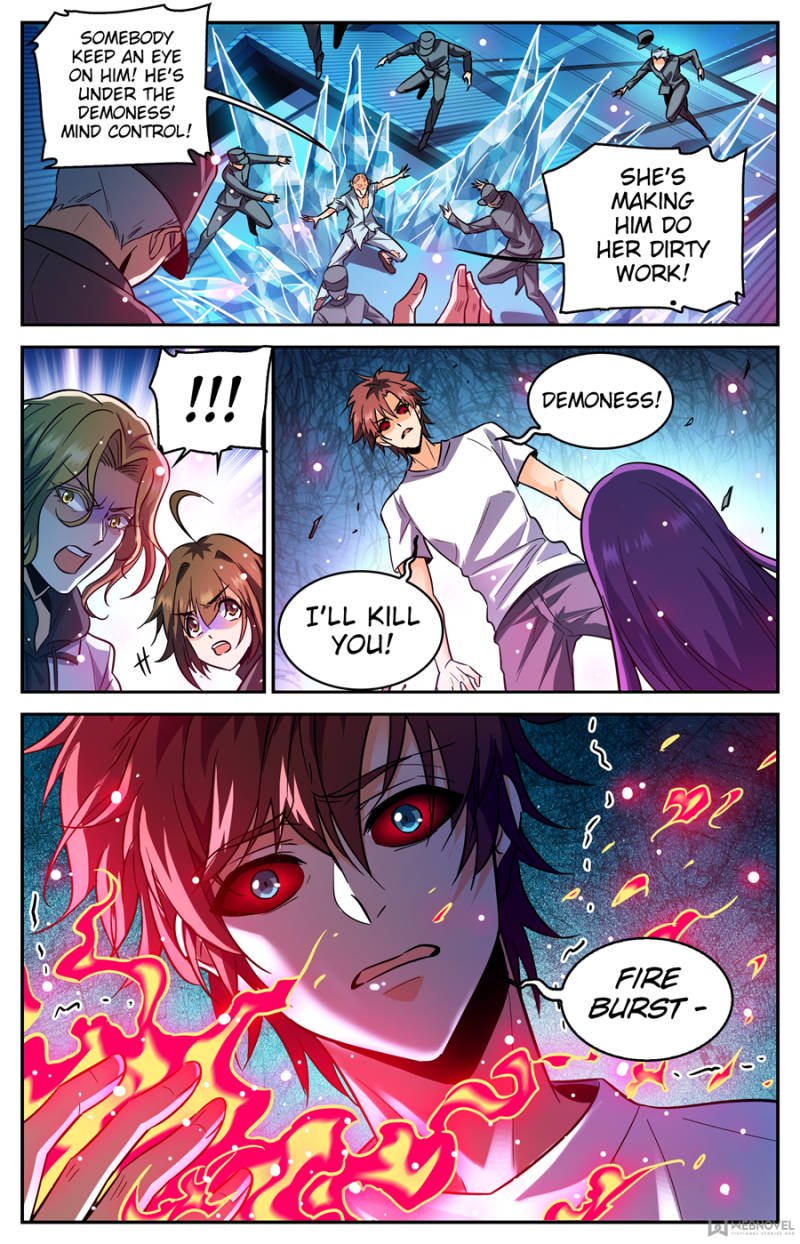 SOMEBODY
KEEP AN EYE
ON HIM! HE'S
UNDER THE
DEMONESS'
MIND CONTROL!
SHE'S
MAKING
HIM DO
HER DIRTY
WORK!
!!!
DEMONESS!
I'LL KILL
YOU!
FIRE
BURST -
WEBNOVEL